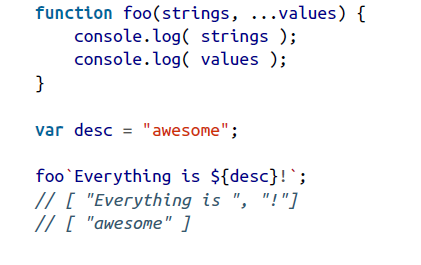 function foo(strings, ...values) {
    console.log( strings );
    console.log( values );
}

var desc = "awesome";

foo`Everything is ${desc}!`;
// [ "Everything is ", "!"]
// [ "awesome" ]